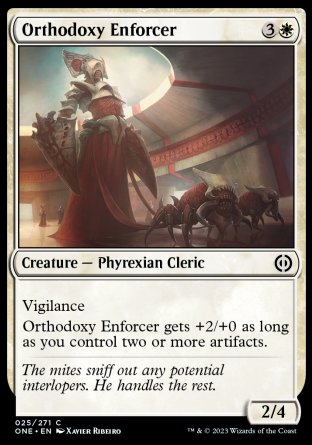 Orthodoxy Enforcer 3
Creature — Phyrexian Cleric
Vigilance
Orthodoxy Enforcer gets +2/+0 as long
as you control two or more artifacts.
The mites sniff out any potential
interlopers. He handles the rest.
2/4
025/271 C
ONE • EN Xavier Ribeiro
™ & © 2023 Wizards of the Coast